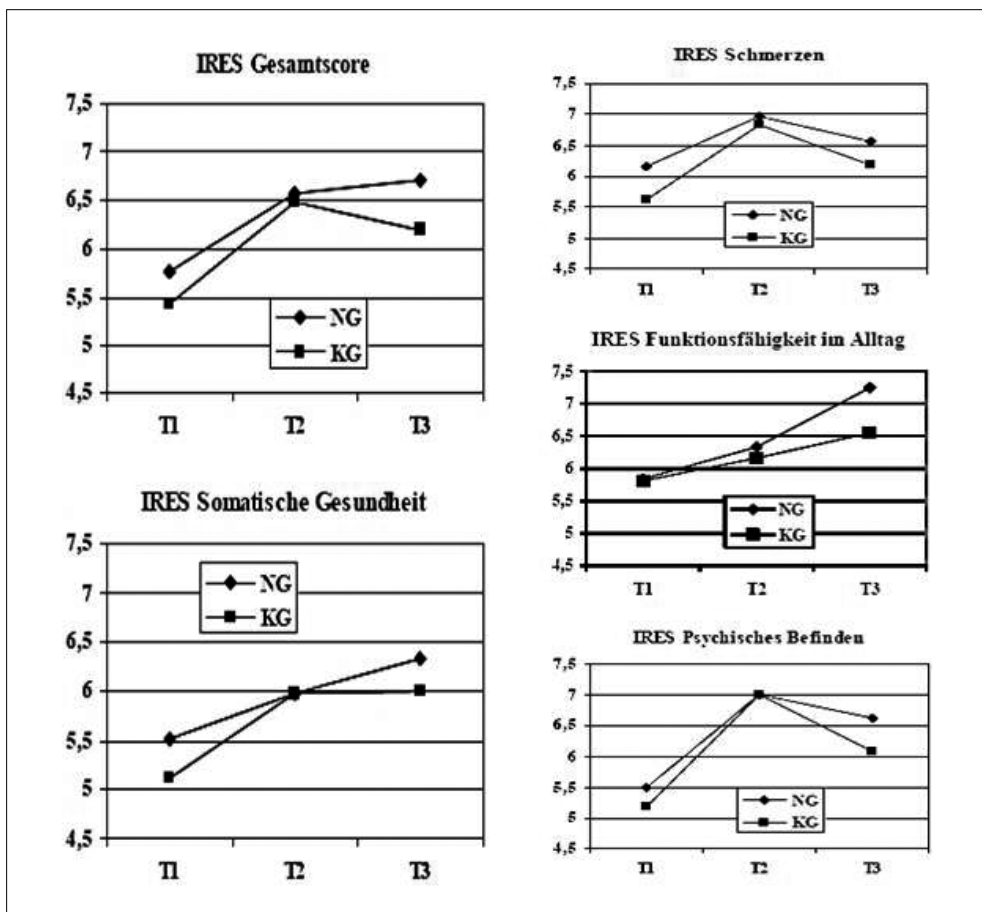 IRES Gesamtscore
7,5
7
6,5
6
5,5
5
4,5
NG
KG
T1 T2 T3
IRES Somatische Gesundheit
7,5
7
6,5
6
5,5
5
4,5
NG
KG
T1 T2 T3
IRES Schmerzen
7,5
7
6,5
6
5,5
5
4,5
NG
KG
T1 T2 T3
IRES Funktionsfähigkeit im Alltag
7,5
7
6,5
6
5,5
5
4,5
NG
KG
T1 T2 T3
IRES Psychisches Befinden
7,5
7
6,5
6
5,5
5
4,5
NG
KG
T1 T2 T3